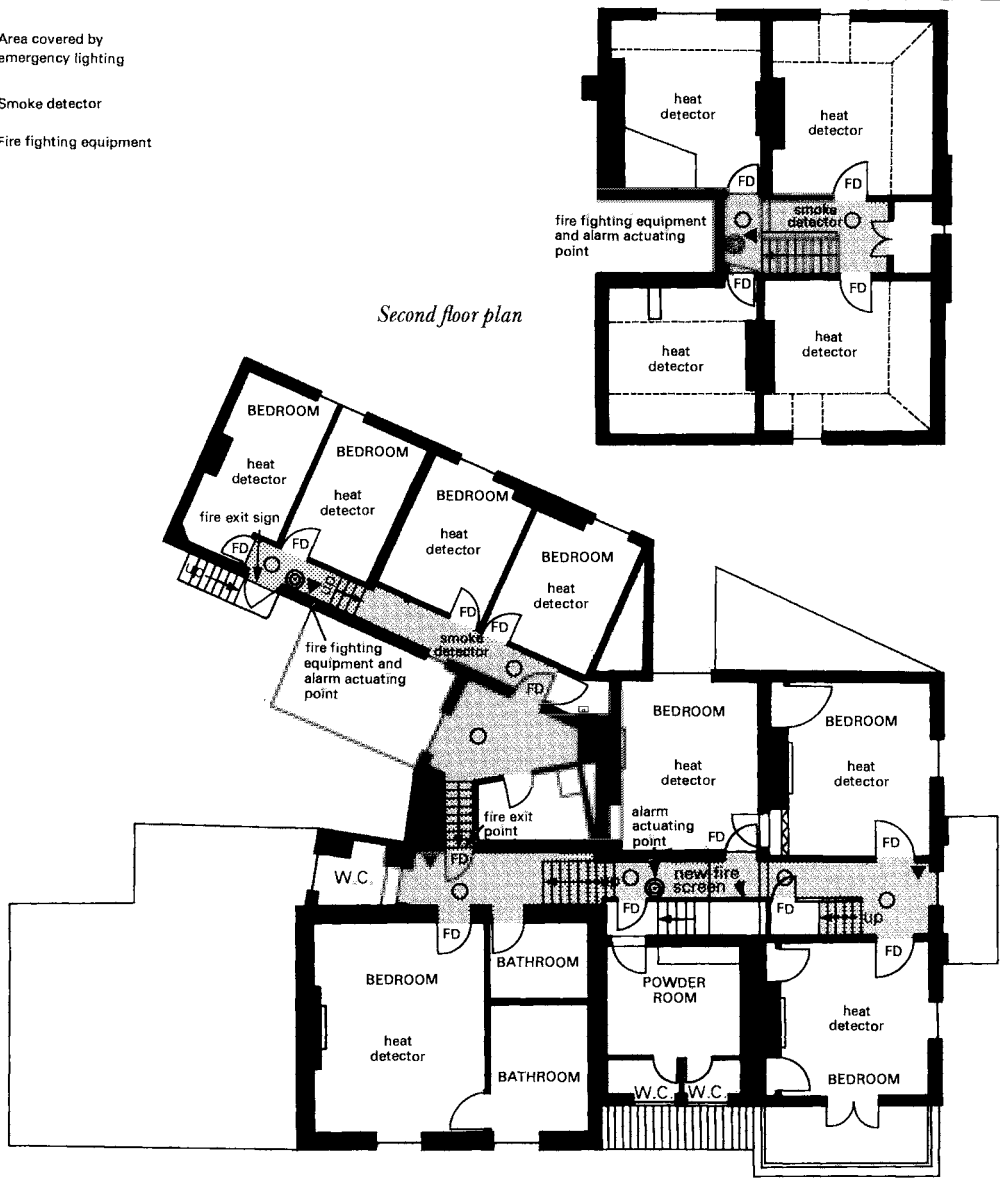 Area covered by
emergency lighting
Smoke detector
Fire fighting equipment
heat
detector
heat
detector
FD
FD
fire fighting equipment
and alarm actuating
point
smoke
detector
FD
FD
heat
detector
heat
detector
Second floor plan
BEDROOM
heat
detector
BEDROOM
heat
detector
BEDROOM
heat
detector
BEDROOM
heat
detector
fire exit sign
FD
FD
up
up
FD
FD
smoke
detector
fire fighting
equipment and
alarm actuating
point
FD
BEDROOM
heat
detector
BEDROOM
heat
detector
fire exit
point
alarm
actuating
point
FD
FD
FD
W.C.
new fire
screen
FD
FD
up
FD
FD
BEDROOM
heat
detector
BATHROOM
BATHROOM
POWDER
ROOM
W.C.
W.C.
heat
detector
BEDROOM